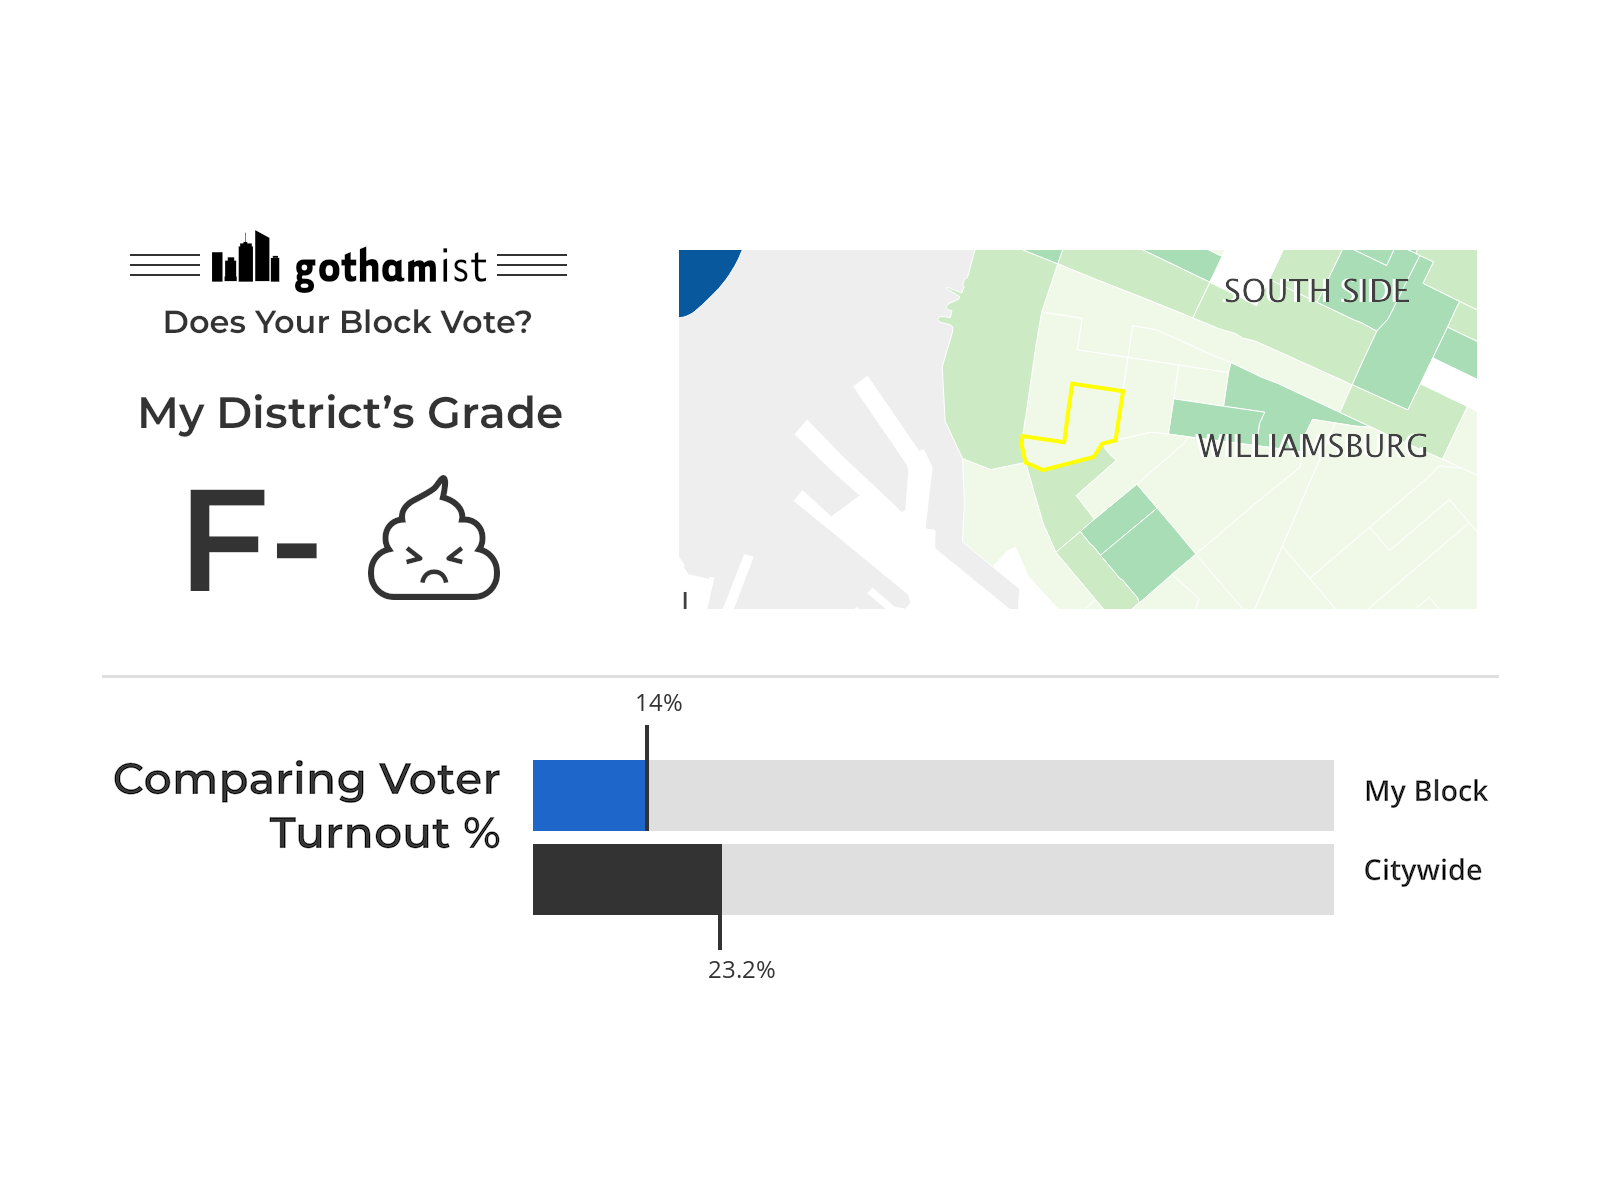 gothamist
Does Your Block Vote?
My District’s Grade
F-
SOUTH SIDE
WILLIAMSBURG
14%
Comparing Voter
Turnout %
My Block
Citywide
23.2%